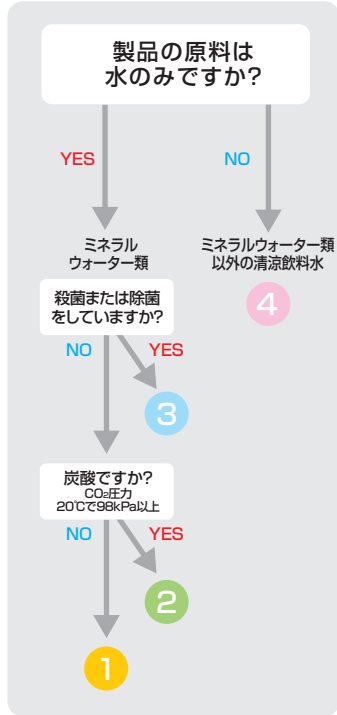 製品の原料は
水のみですか?
YES
NO
ミネラル
ウォーター類
ミネラルウォーター類
以外の清涼飲料水
4
殺菌または除菌
をしていますか?
NO
YES
3
炭酸ですか?
CO₂圧力
20℃で98kPa以上
NO
YES
2
1